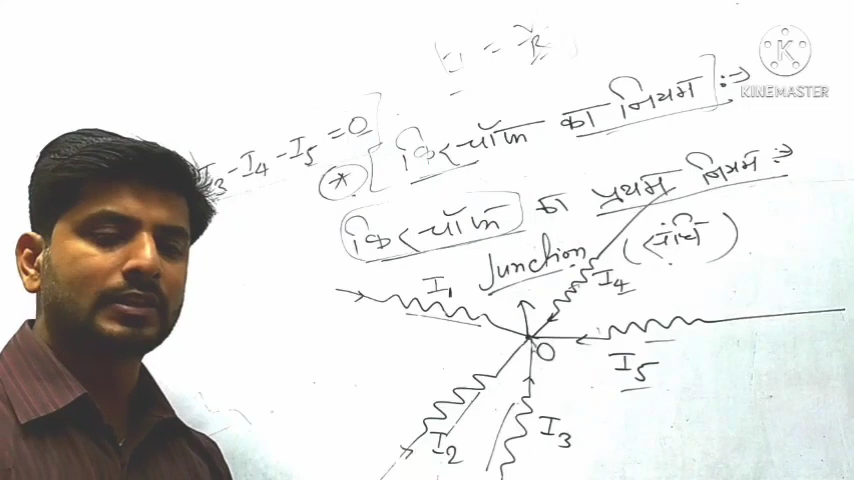 I = V/R
K
KINEMASTER
I3 - I4 - I5 = 0
* किरचॉफ का नियम :→
किरचॉफ का प्रथम नियम :→
Junction (संधि)
I1
I4
O
I5
I2
I3